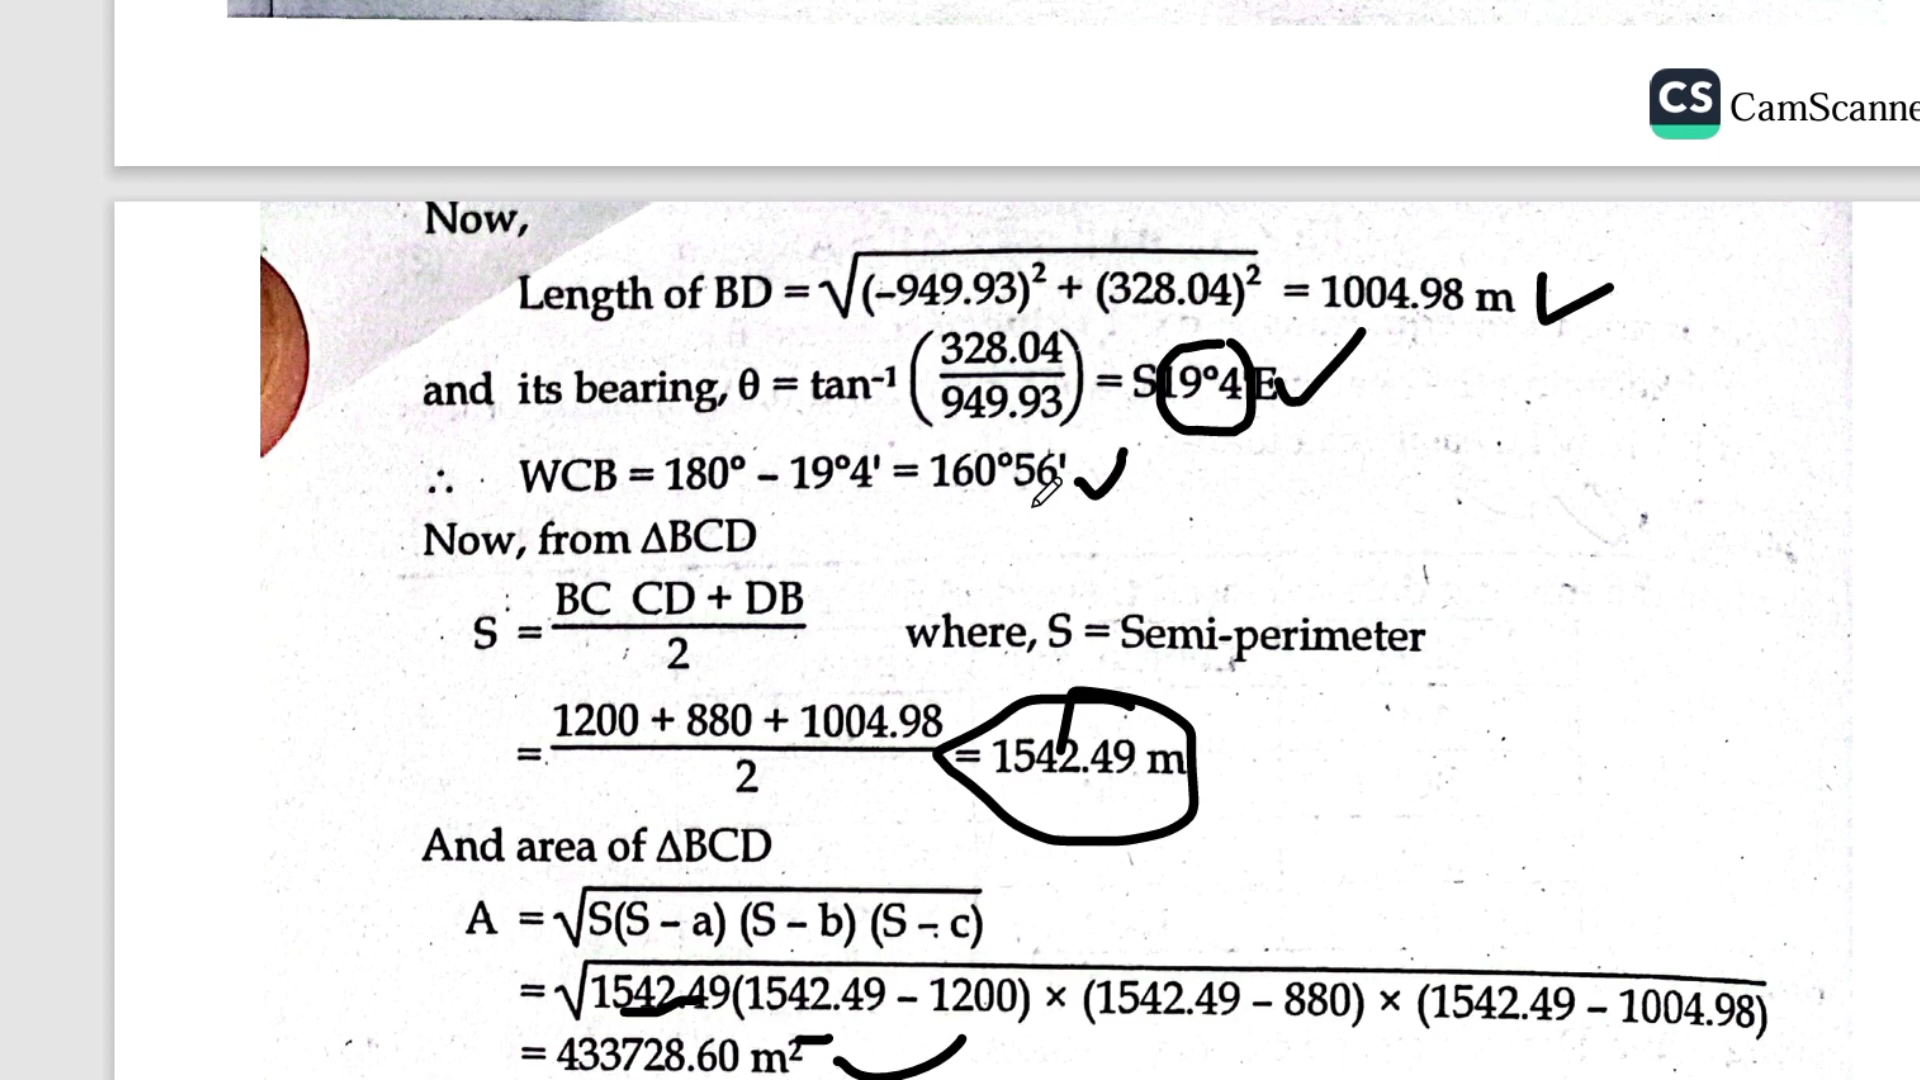 CS CamScanne
Now,
Length of BD = √((–949.93)² + (328.04)²) = 1004.98 m
and its bearing, θ = tan⁻¹ (328.04/949.93) = S19°4'E
∴ WCB = 180° – 19°4' = 160°56'
Now, from ΔBCD
S = (BC CD + DB)/2 where, S = Semi-perimeter
= (1200 + 880 + 1004.98)/2 = 1542.49 m
And area of ΔBCD
A = √(S(S – a) (S – b) (S – c))
= √(1542.49(1542.49 – 1200) × (1542.49 – 880) × (1542.49 – 1004.98))
= 433728.60 m²